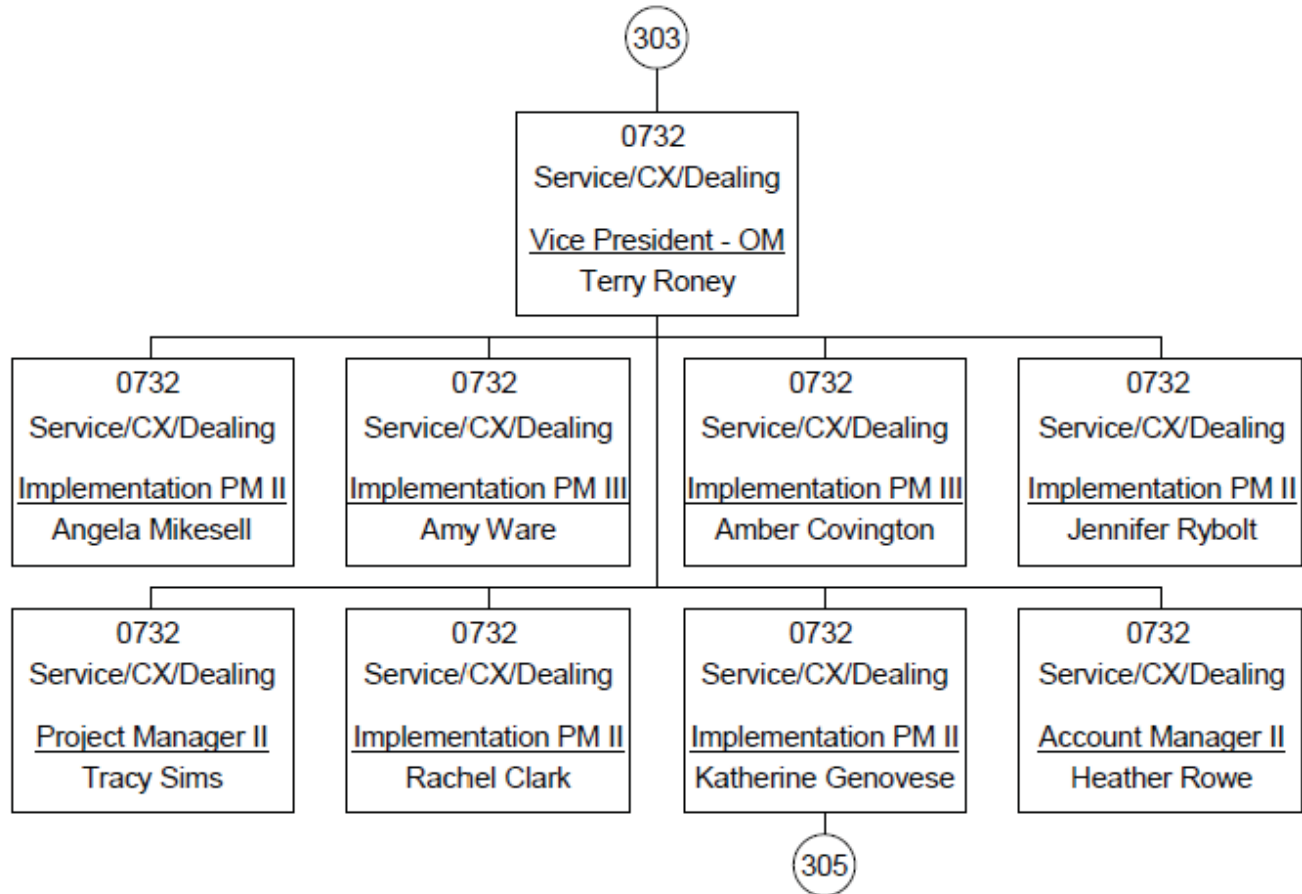 303
0732
Service/CX/Dealing
Vice President - OM
Terry Roney
0732
Service/CX/Dealing
Implementation PM II
Angela Mikesell
0732
Service/CX/Dealing
Implementation PM III
Amy Ware
0732
Service/CX/Dealing
Implementation PM III
Amber Covington
0732
Service/CX/Dealing
Implementation PM II
Jennifer Rybolt
0732
Service/CX/Dealing
Project Manager II
Tracy Sims
0732
Service/CX/Dealing
Implementation PM II
Rachel Clark
0732
Service/CX/Dealing
Implementation PM II
Katherine Genovese
0732
Service/CX/Dealing
Account Manager II
Heather Rowe
305